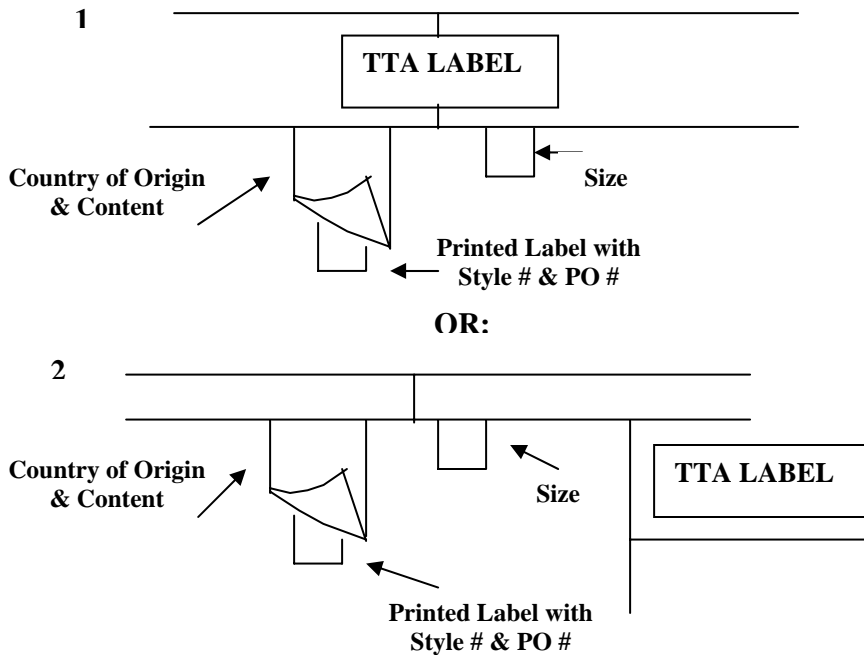 1
TTA LABEL
Country of Origin
& Content
Size
Printed Label with
Style # & PO #
OR:
2
TTA LABEL
Country of Origin
& Content
Size
Printed Label with
Style # & PO #